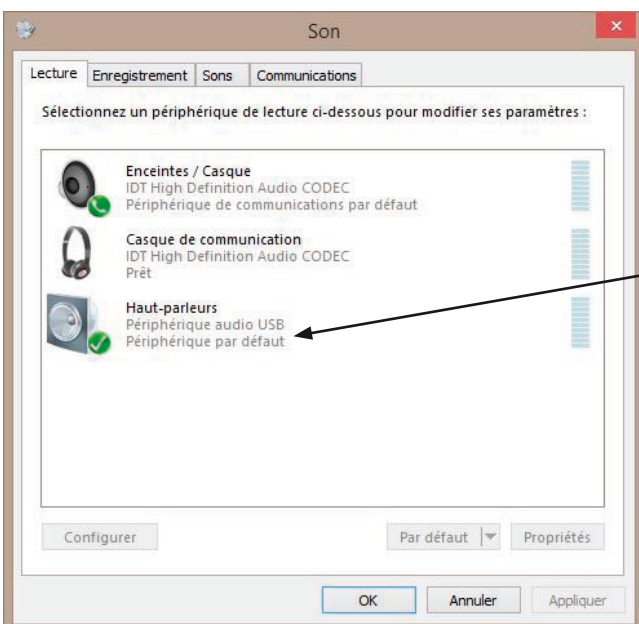 Son
Lecture Enregistrement Sons Communications
Sélectionnez un périphérique de lecture ci-dessous pour modifier ses paramètres :
Enceintes / Casque
IDT High Definition Audio CODEC
Périphérique de communications par défaut
Casque de communication
IDT High Definition Audio CODEC
Prêt
Haut-parleurs
Périphérique audio USB
Périphérique par défaut
Configurer Par défaut Propriétés
OK Annuler Appliquer